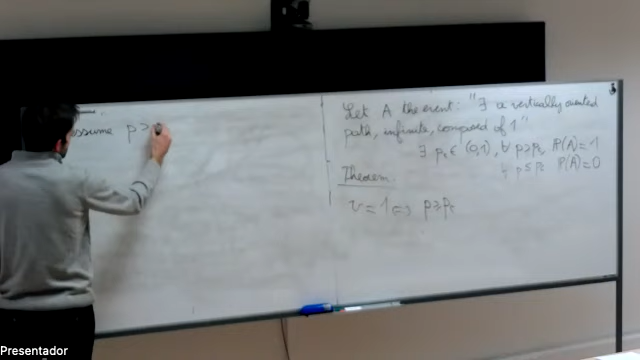 assume p >
Let A the event: "∃ a vertically oriented
path, infinite, composed of 1"
∃ pc ∈ (0,1), ∀ p>pc, P(A)=1
∀ p≤pc P(A)=0
Theorem.
v = 1 ⇔ p≥pc
Presentador